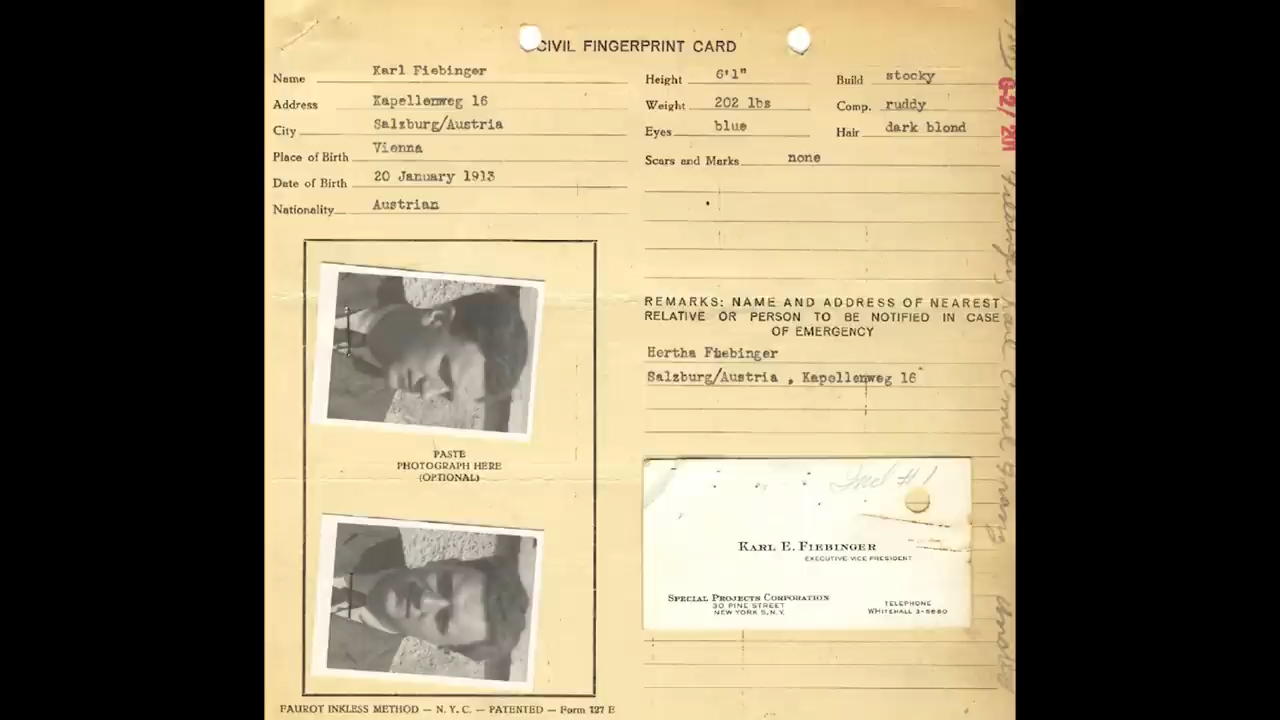 CIVIL FINGERPRINT CARD
Name Karl Fiebinger
Address Kapellenweg 16
City Salzburg/Austria
Place of Birth Vienna
Date of Birth 20 January 1913
Nationality Austrian
Height 6'1"
Build stocky
Weight 202 lbs
Comp. ruddy
Eyes blue
Hair dark blond
Scars and Marks none
PASTE
PHOTOGRAPH HERE
(OPTIONAL)
REMARKS: NAME AND ADDRESS OF NEAREST
RELATIVE OR PERSON TO BE NOTIFIED IN CASE
OF EMERGENCY
Hertha Fiebinger
Salzburg/Austria , Kapellenweg 16
Incl #1
KARL E. FIEBINGER
EXECUTIVE VICE PRESIDENT
SPECIAL PROJECTS CORPORATION
30 PINE STREET
NEW YORK 5, N.Y.
TELEPHONE
WHITEHALL 3-5680
FAUROT INKLESS METHOD — N. Y. C. — PATENTED — Form 127 E